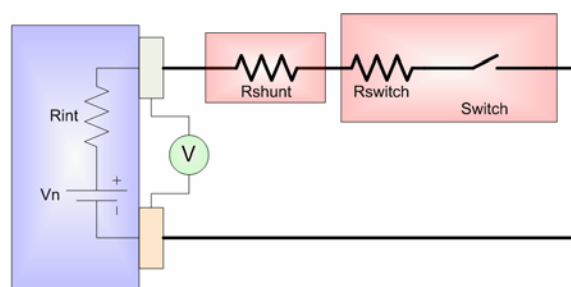 Rint
Vn
+
−
V
Rshunt
Rswitch
Switch